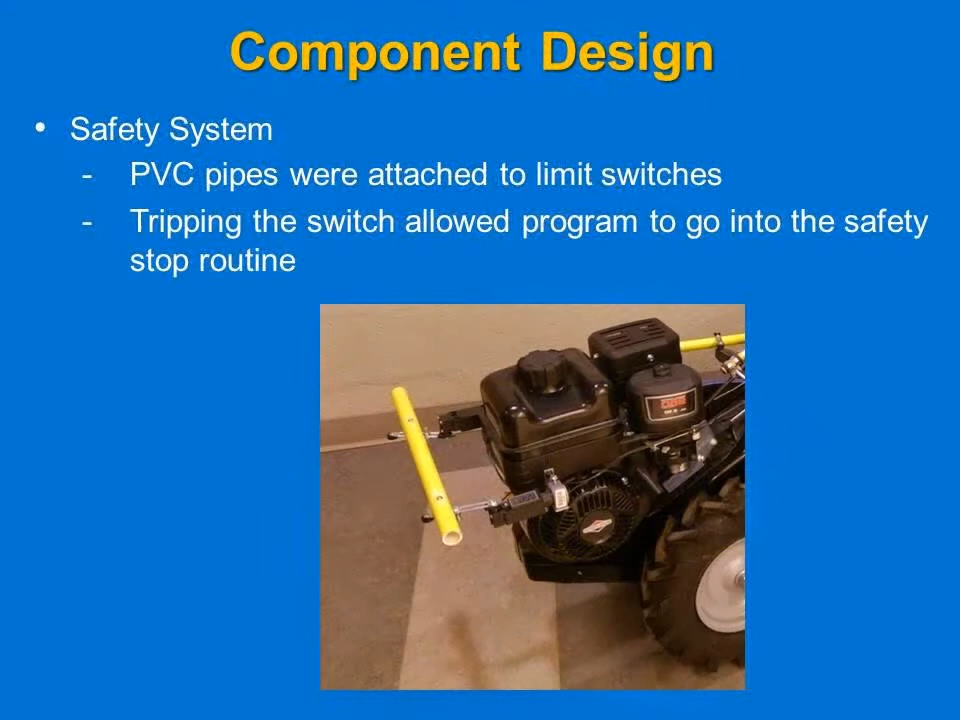 Component Design
• Safety System
- PVC pipes were attached to limit switches
- Tripping the switch allowed program to go into the safety
stop routine